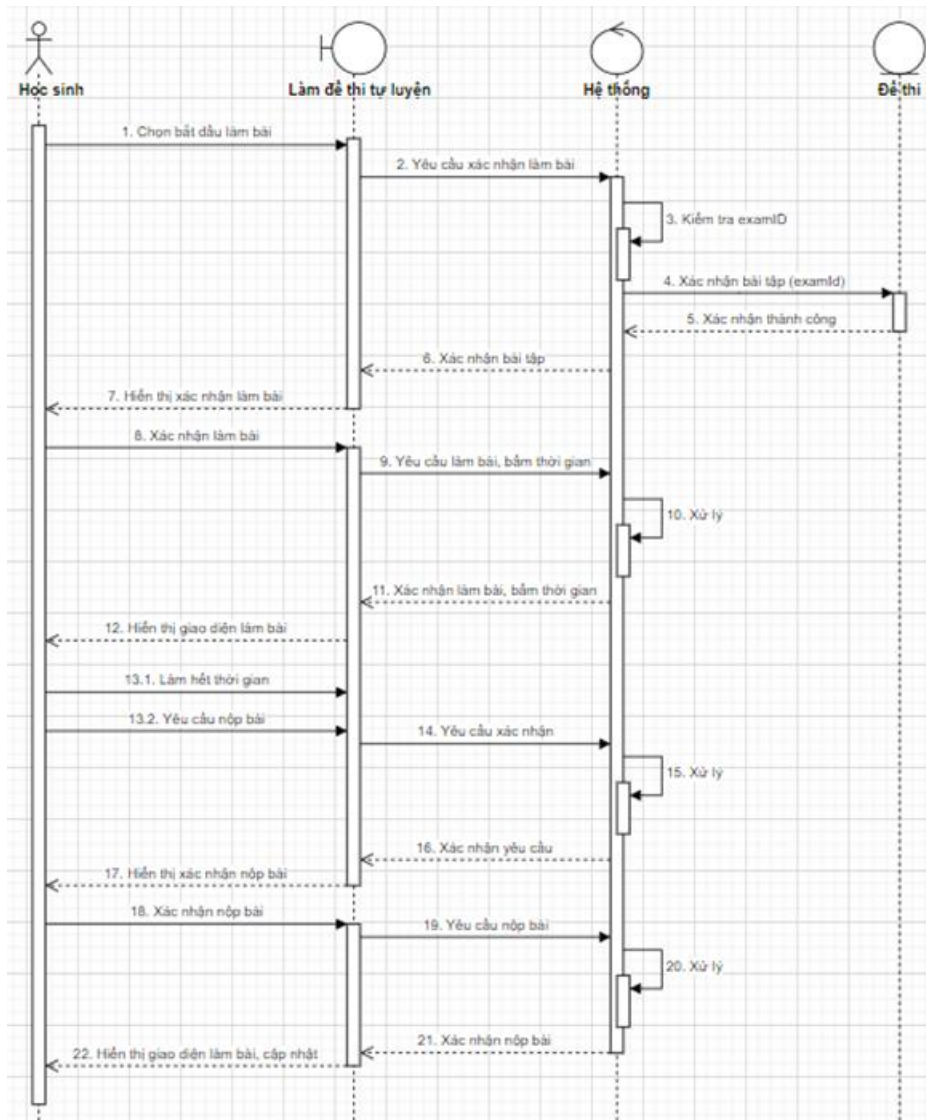 Học sinh
Làm đề thi tự luyện
Hệ thống
Đề thi
1. Chọn bắt đầu làm bài
2. Yêu cầu xác nhận làm bài
3. Kiểm tra examID
4. Xác nhận bài tập (examId)
5. Xác nhận thành công
6. Xác nhận bài tập
7. Hiển thị xác nhận làm bài
8. Xác nhận làm bài
9. Yêu cầu làm bài, bấm thời gian
10. Xử lý
11. Xác nhận làm bài, bấm thời gian
12. Hiển thị giao diện làm bài
13.1. Làm hết thời gian
13.2. Yêu cầu nộp bài
14. Yêu cầu xác nhận
15. Xử lý
16. Xác nhận yêu cầu
17. Hiển thị xác nhận nộp bài
18. Xác nhận nộp bài
19. Yêu cầu nộp bài
20. Xử lý
21. Xác nhận nộp bài
22. Hiển thị giao diện làm bài, cập nhật